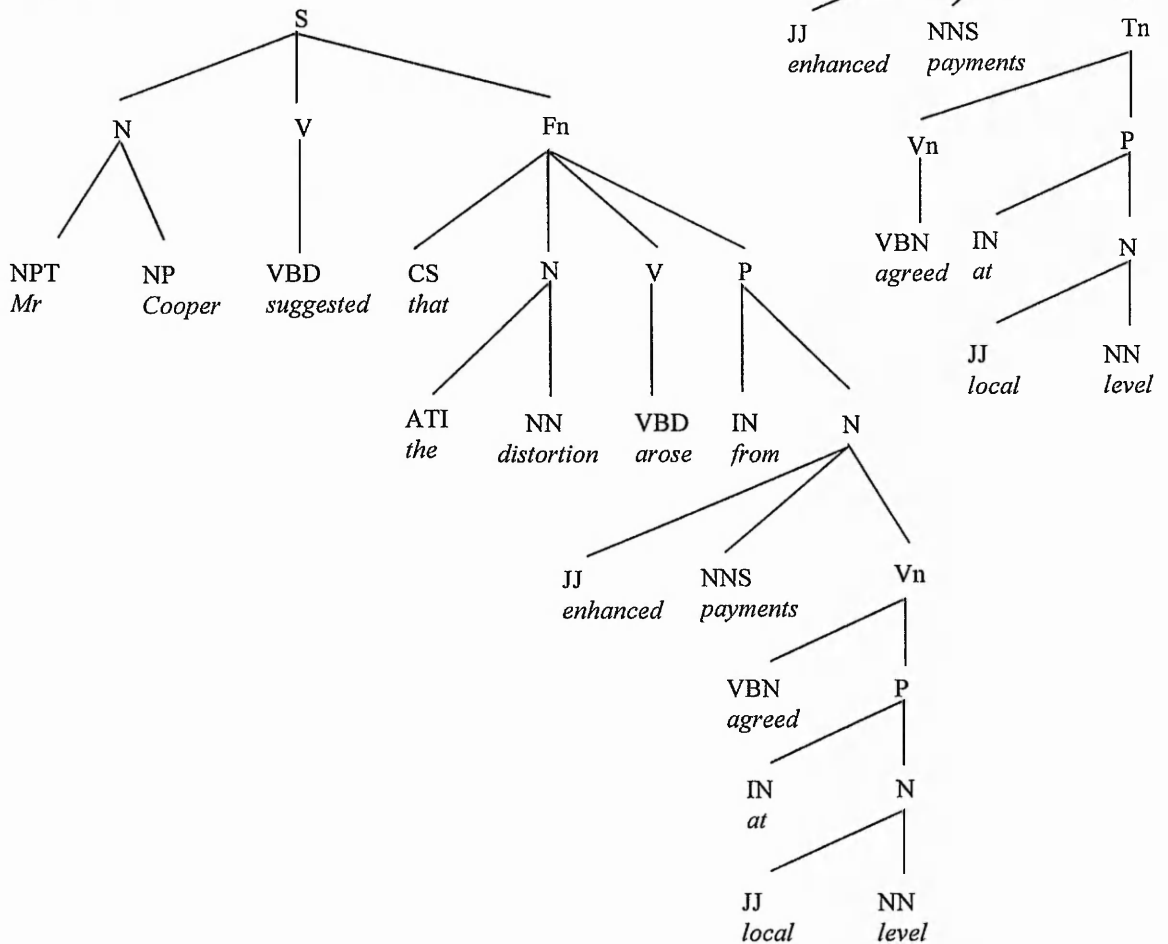 S
JJ NNS Tn
enhanced payments
N V Fn
Vn P
NPT NP VBD CS N V P
Mr Cooper suggested that
VBN IN N
agreed at
JJ NN
local level
ATI NN VBD IN N
the distortion arose from
JJ NNS Vn
enhanced payments
VBN P
agreed
IN N
at
JJ NN
local level